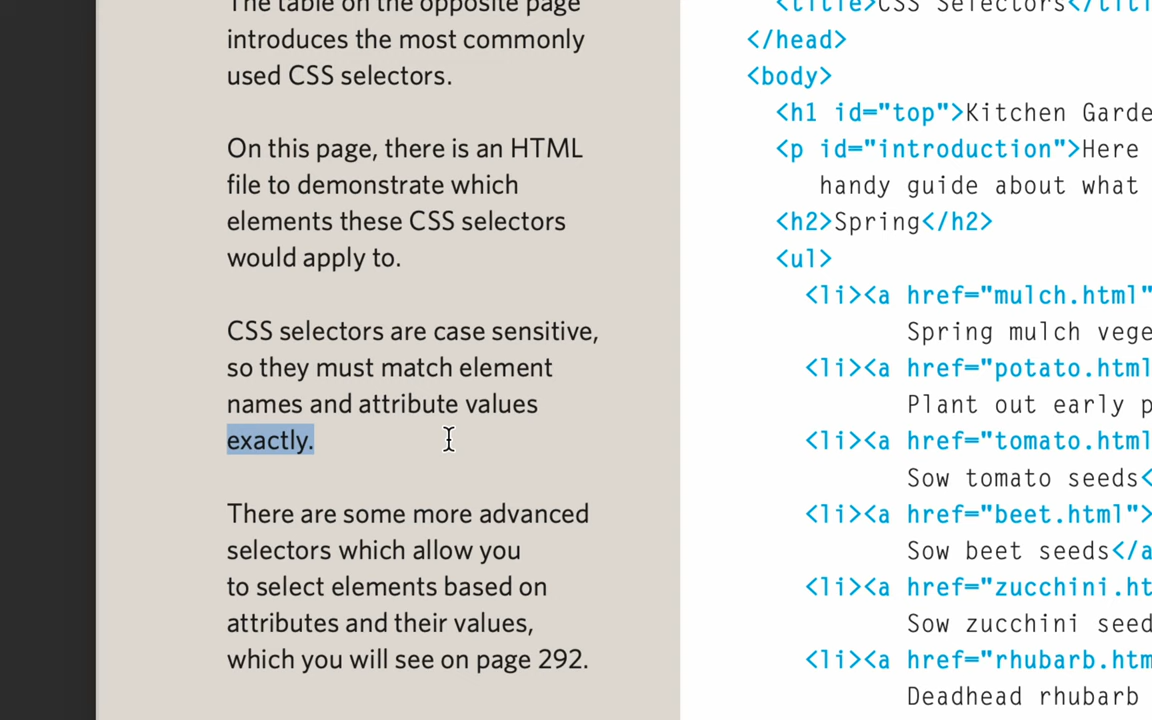 The table on the opposite page
introduces the most commonly
used CSS selectors.
On this page, there is an HTML
file to demonstrate which
elements these CSS selectors
would apply to.
CSS selectors are case sensitive,
so they must match element
names and attribute values
exactly.
There are some more advanced
selectors which allow you
to select elements based on
attributes and their values,
which you will see on page 292.
<title>CSS Selectors</titl
</head>
<body>
<h1 id="top">Kitchen Garde
<p id="introduction">Here
handy guide about what
<h2>Spring</h2>
<ul>
<li><a href="mulch.html"
Spring mulch vege
<li><a href="potato.html
Plant out early p
<li><a href="tomato.html
Sow tomato seeds<
<li><a href="beet.html">
Sow beet seeds</a
<li><a href="zucchini.ht
Sow zucchini seed
<li><a href="rhubarb.htm
Deadhead rhubarb